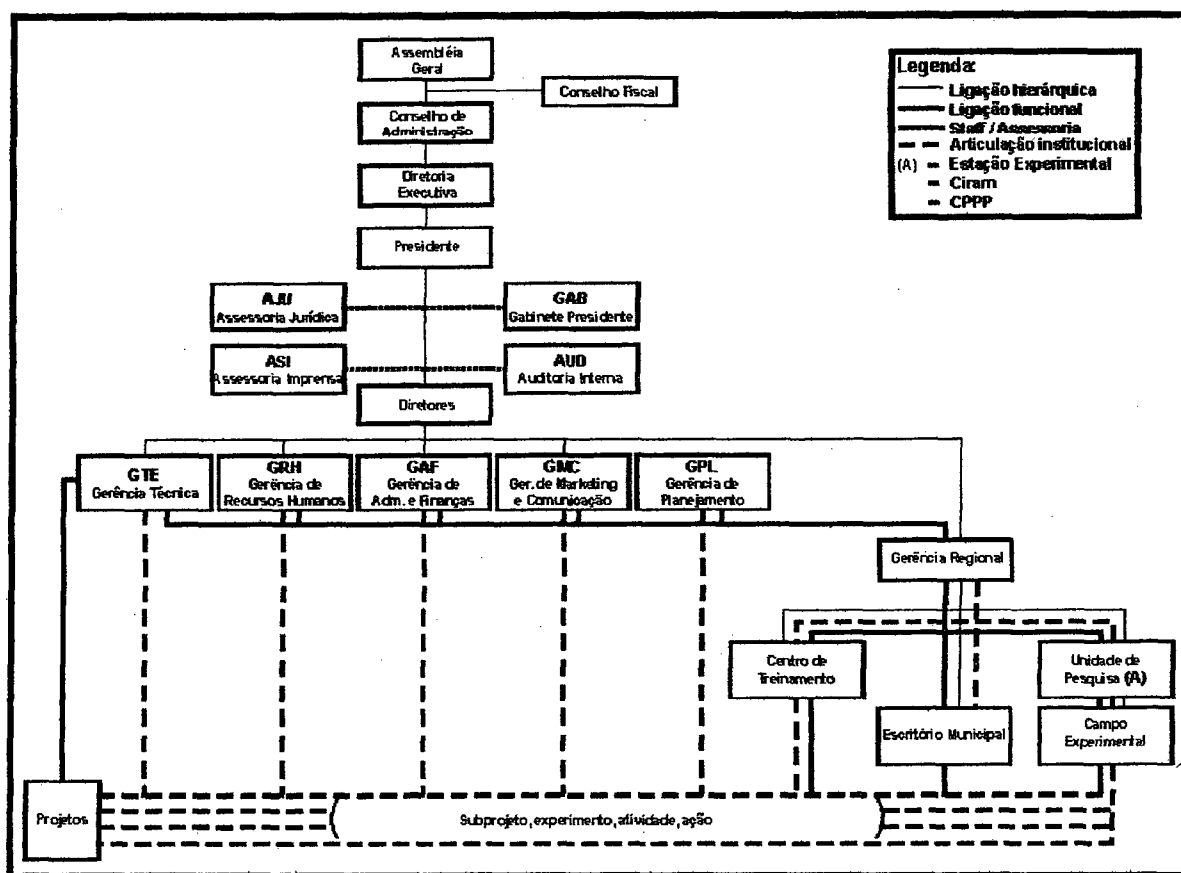 Assembléia
Geral
Conselho Fiscal
Conselho de
Administração
Diretoria
Executiva
Presidente
AJU
Assessoria Jurídica
GAB
Gabinete Presidente
ASI
Assessoria Imprensa
AUD
Auditoria Interna
Diretores
Legenda:
Ligação hierárquica
Ligação funcional
Staff / Assessoria
Articulação institucional
(A) - Estação Experimental
- Ciram
- CPPP
GTE
Gerência Técnica
GRH
Gerência de
Recursos Humanos
GAF
Gerência de
Adm. e Finanças
GMC
Ger. de Marketing
e Comunicação
GPL
Gerência de
Planejamento
Gerência Regional
Centro de
Treinamento
Unidade de
Pesquisa (A)
Escritório Municipal
Campo
Experimental
Projetos
Subprojeto, experimento, atividade, ação